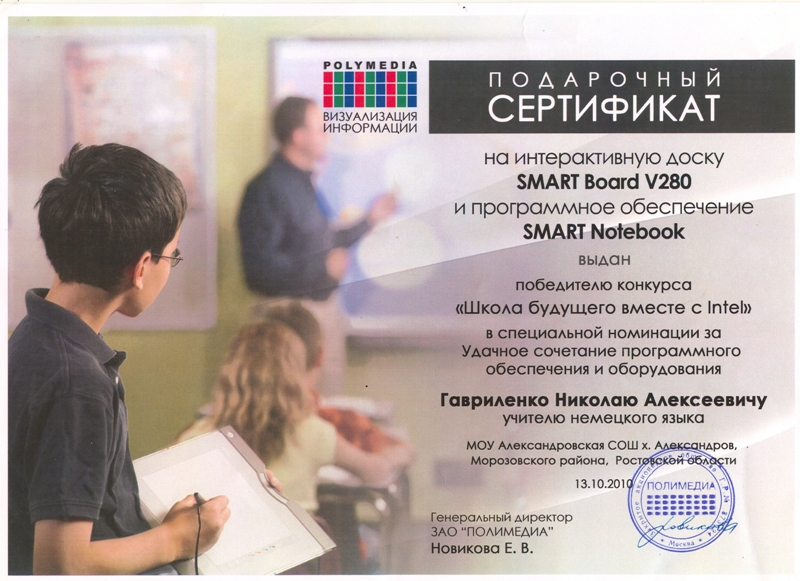 POLYMEDIA
ВИЗУАЛИЗАЦИЯ
ИНФОРМАЦИИ
ПОДАРОЧНЫЙ
СЕРТИФИКАТ
на интерактивную доску
SMART Board V280
и программное обеспечение
SMART Notebook
выдан
победителю конкурса
«Школа будущего вместе с Intel»
в специальной номинации за
Удачное сочетание программного
обеспечения и оборудования
Гавриленко Николаю Алексеевичу
учителю немецкого языка
МОУ Александровская СОШ х. Александров,
Морозовского района, Ростовской области
13.10.2010
ПОЛИМЕДИА
Москва
Генеральный директор
ЗАО "ПОЛИМЕДИА"
Новикова Е. В.